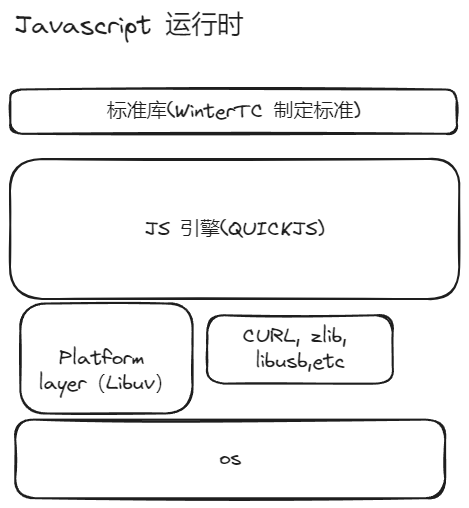 Javascript 运行时
标准库(WinterTC 制定标准)
JS 引擎(QUICKJS)
Platform
layer (Libuv)
CURL, zlib,
libusb,etc
os